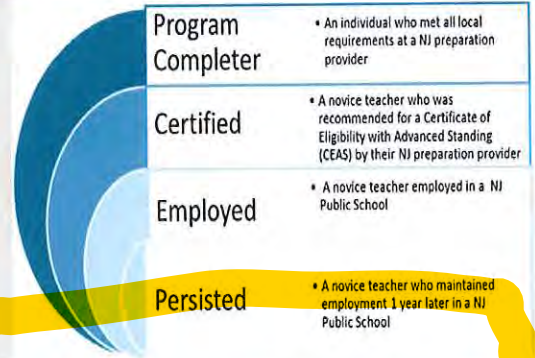 Program
Completer
• An individual who met all local
requirements at a NJ preparation
provider
Certified
• A novice teacher who was
recommended for a Certificate of
Eligibility with Advanced Standing
(CEAS) by their NJ preparation provider
Employed
• A novice teacher employed in a NJ
Public School
Persisted
• A novice teacher who maintained
employment 1 year later in a NJ
Public School